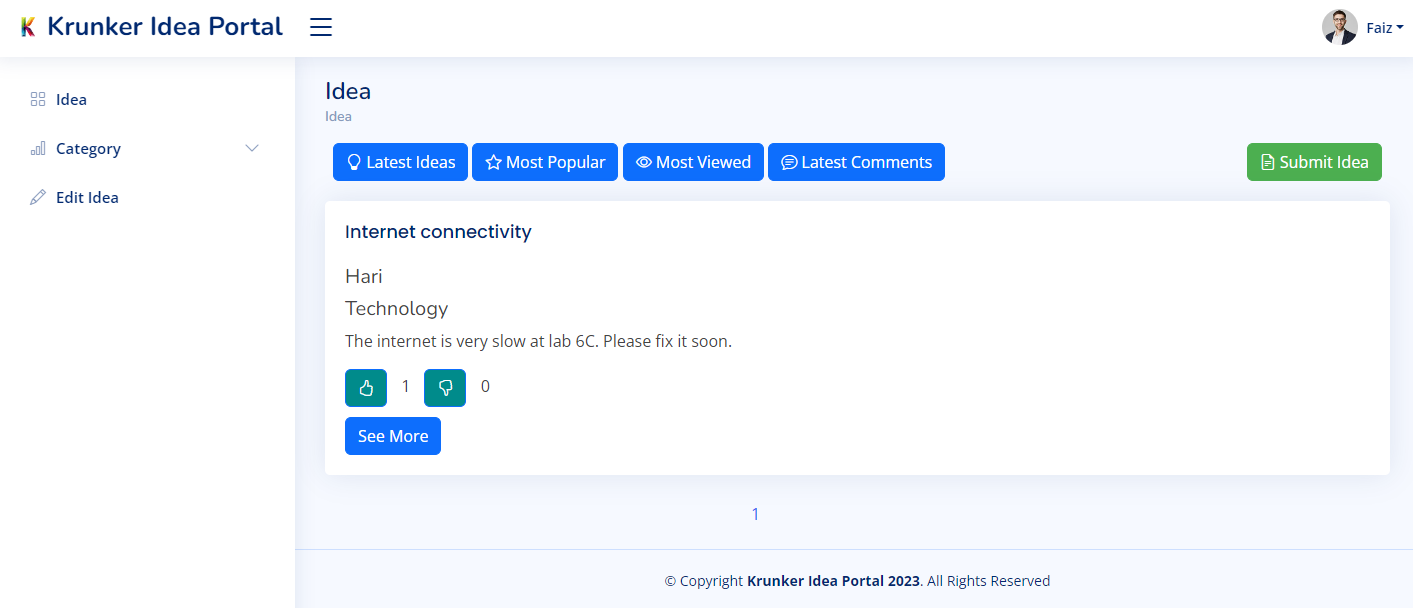 Krunker Idea Portal
Faiz
Idea
Category
Edit Idea
Idea
Idea
Latest Ideas Most Popular Most Viewed Latest Comments Submit Idea
Internet connectivity
Hari
Technology
The internet is very slow at lab 6C. Please fix it soon.
1 0
See More
1
© Copyright Krunker Idea Portal 2023. All Rights Reserved